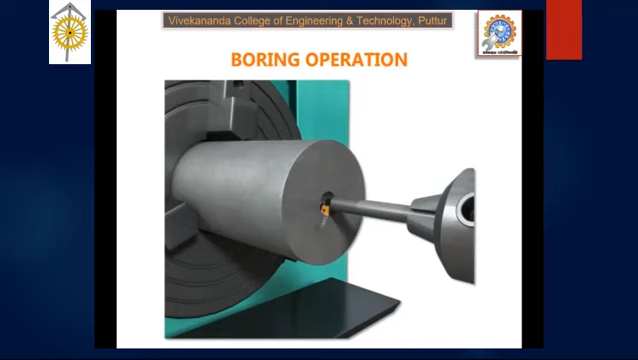 Vivekananda College of Engineering & Technology, Puttur
BORING OPERATION